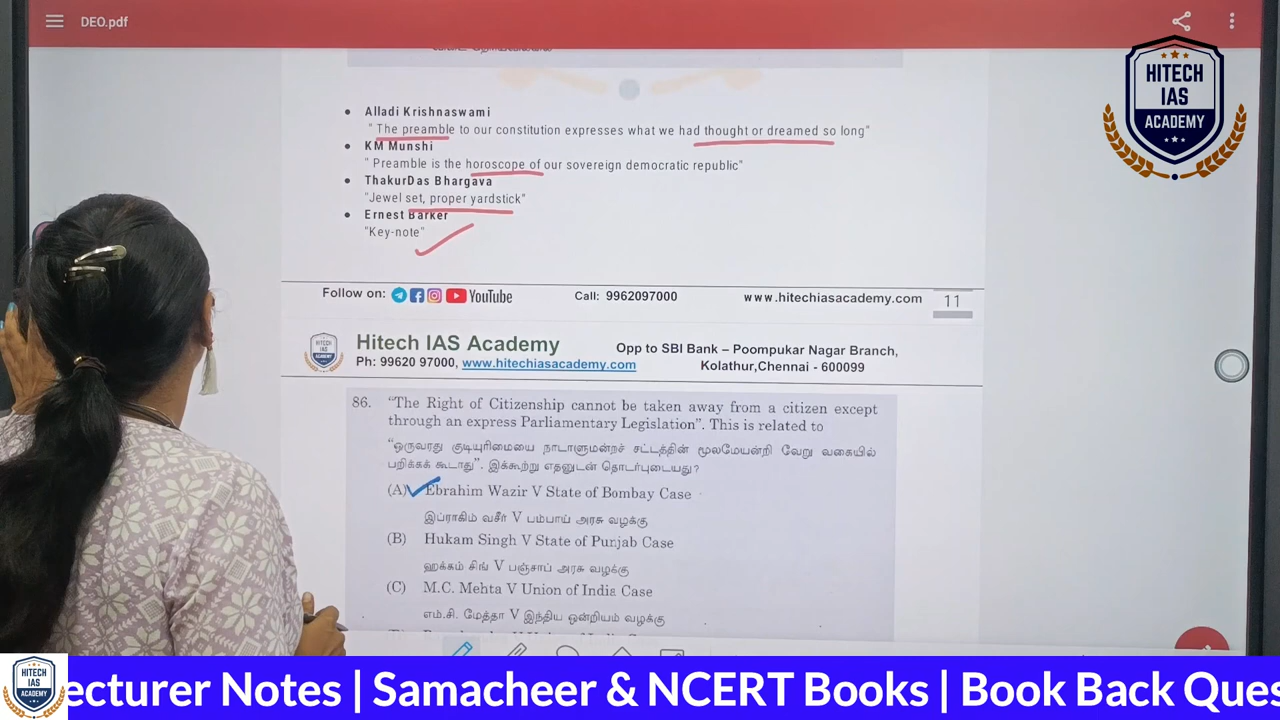 DEO.pdf
HITECH
IAS
ACADEMY
Alladi Krishnaswami
" The preamble to our constitution expresses what we had thought or dreamed so long"
KM Munshi
" Preamble is the horoscope of our sovereign democratic republic"
ThakurDas Bhargava
"Jewel set, proper yardstick"
Ernest Barker
"Key-note"
Follow on: YouTube Call: 9962097000 www.hitechiasacademy.com 11
HITECH
IAS
ACADEMY
Hitech IAS Academy
Ph: 99620 97000, www.hitechiasacademy.com
Opp to SBI Bank – Poompukar Nagar Branch,
Kolathur,Chennai - 600099
86. "The Right of Citizenship cannot be taken away from a citizen except
through an express Parliamentary Legislation". This is related to
"ஒருவரது குடியுரிமையை நாடாளுமன்றச் சட்டத்தின் மூலமேயன்றி வேறு வகையில்
பறிக்கக் கூடாது". இக்கூற்று எதனுடன் தொடர்புடையது?
(A) Ebrahim Wazir V State of Bombay Case
இப்ராகிம் வசீர் V பம்பாய் அரசு வழக்கு
(B) Hukam Singh V State of Punjab Case
ஹக்கம் சிங் V பஞ்சாப் அரசு வழக்கு
(C) M.C. Mehta V Union of India Case
எம்.சி. மேத்தா V இந்திய ஒன்றியம் வழக்கு
HITECH
IAS
ACADEMY
ecturer Notes | Samacheer & NCERT Books | Book Back Ques